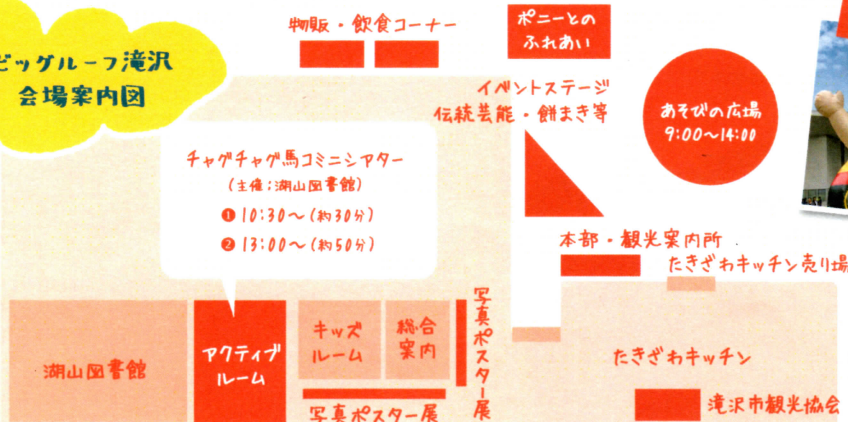 物販・飲食コーナー
ポニーとの
ふれあい
ビッグルーフ滝沢
会場案内図
イベントステージ
伝統芸能・餅まき等
あそびの広場
9:00〜14:00
チャグチャグ馬コミニシアター
(主催;湖山図書館)
❶ 10:30〜(約30分)
❷ 13:00〜(約50分)
本部・観光案内所
たきざわキッチン売り場
湖山図書館
アクティブ
ルーム
キッズ
ルーム
総合
案内
写真ポスター展
写真ポスター展
たきざわキッチン
滝沢市観光協会